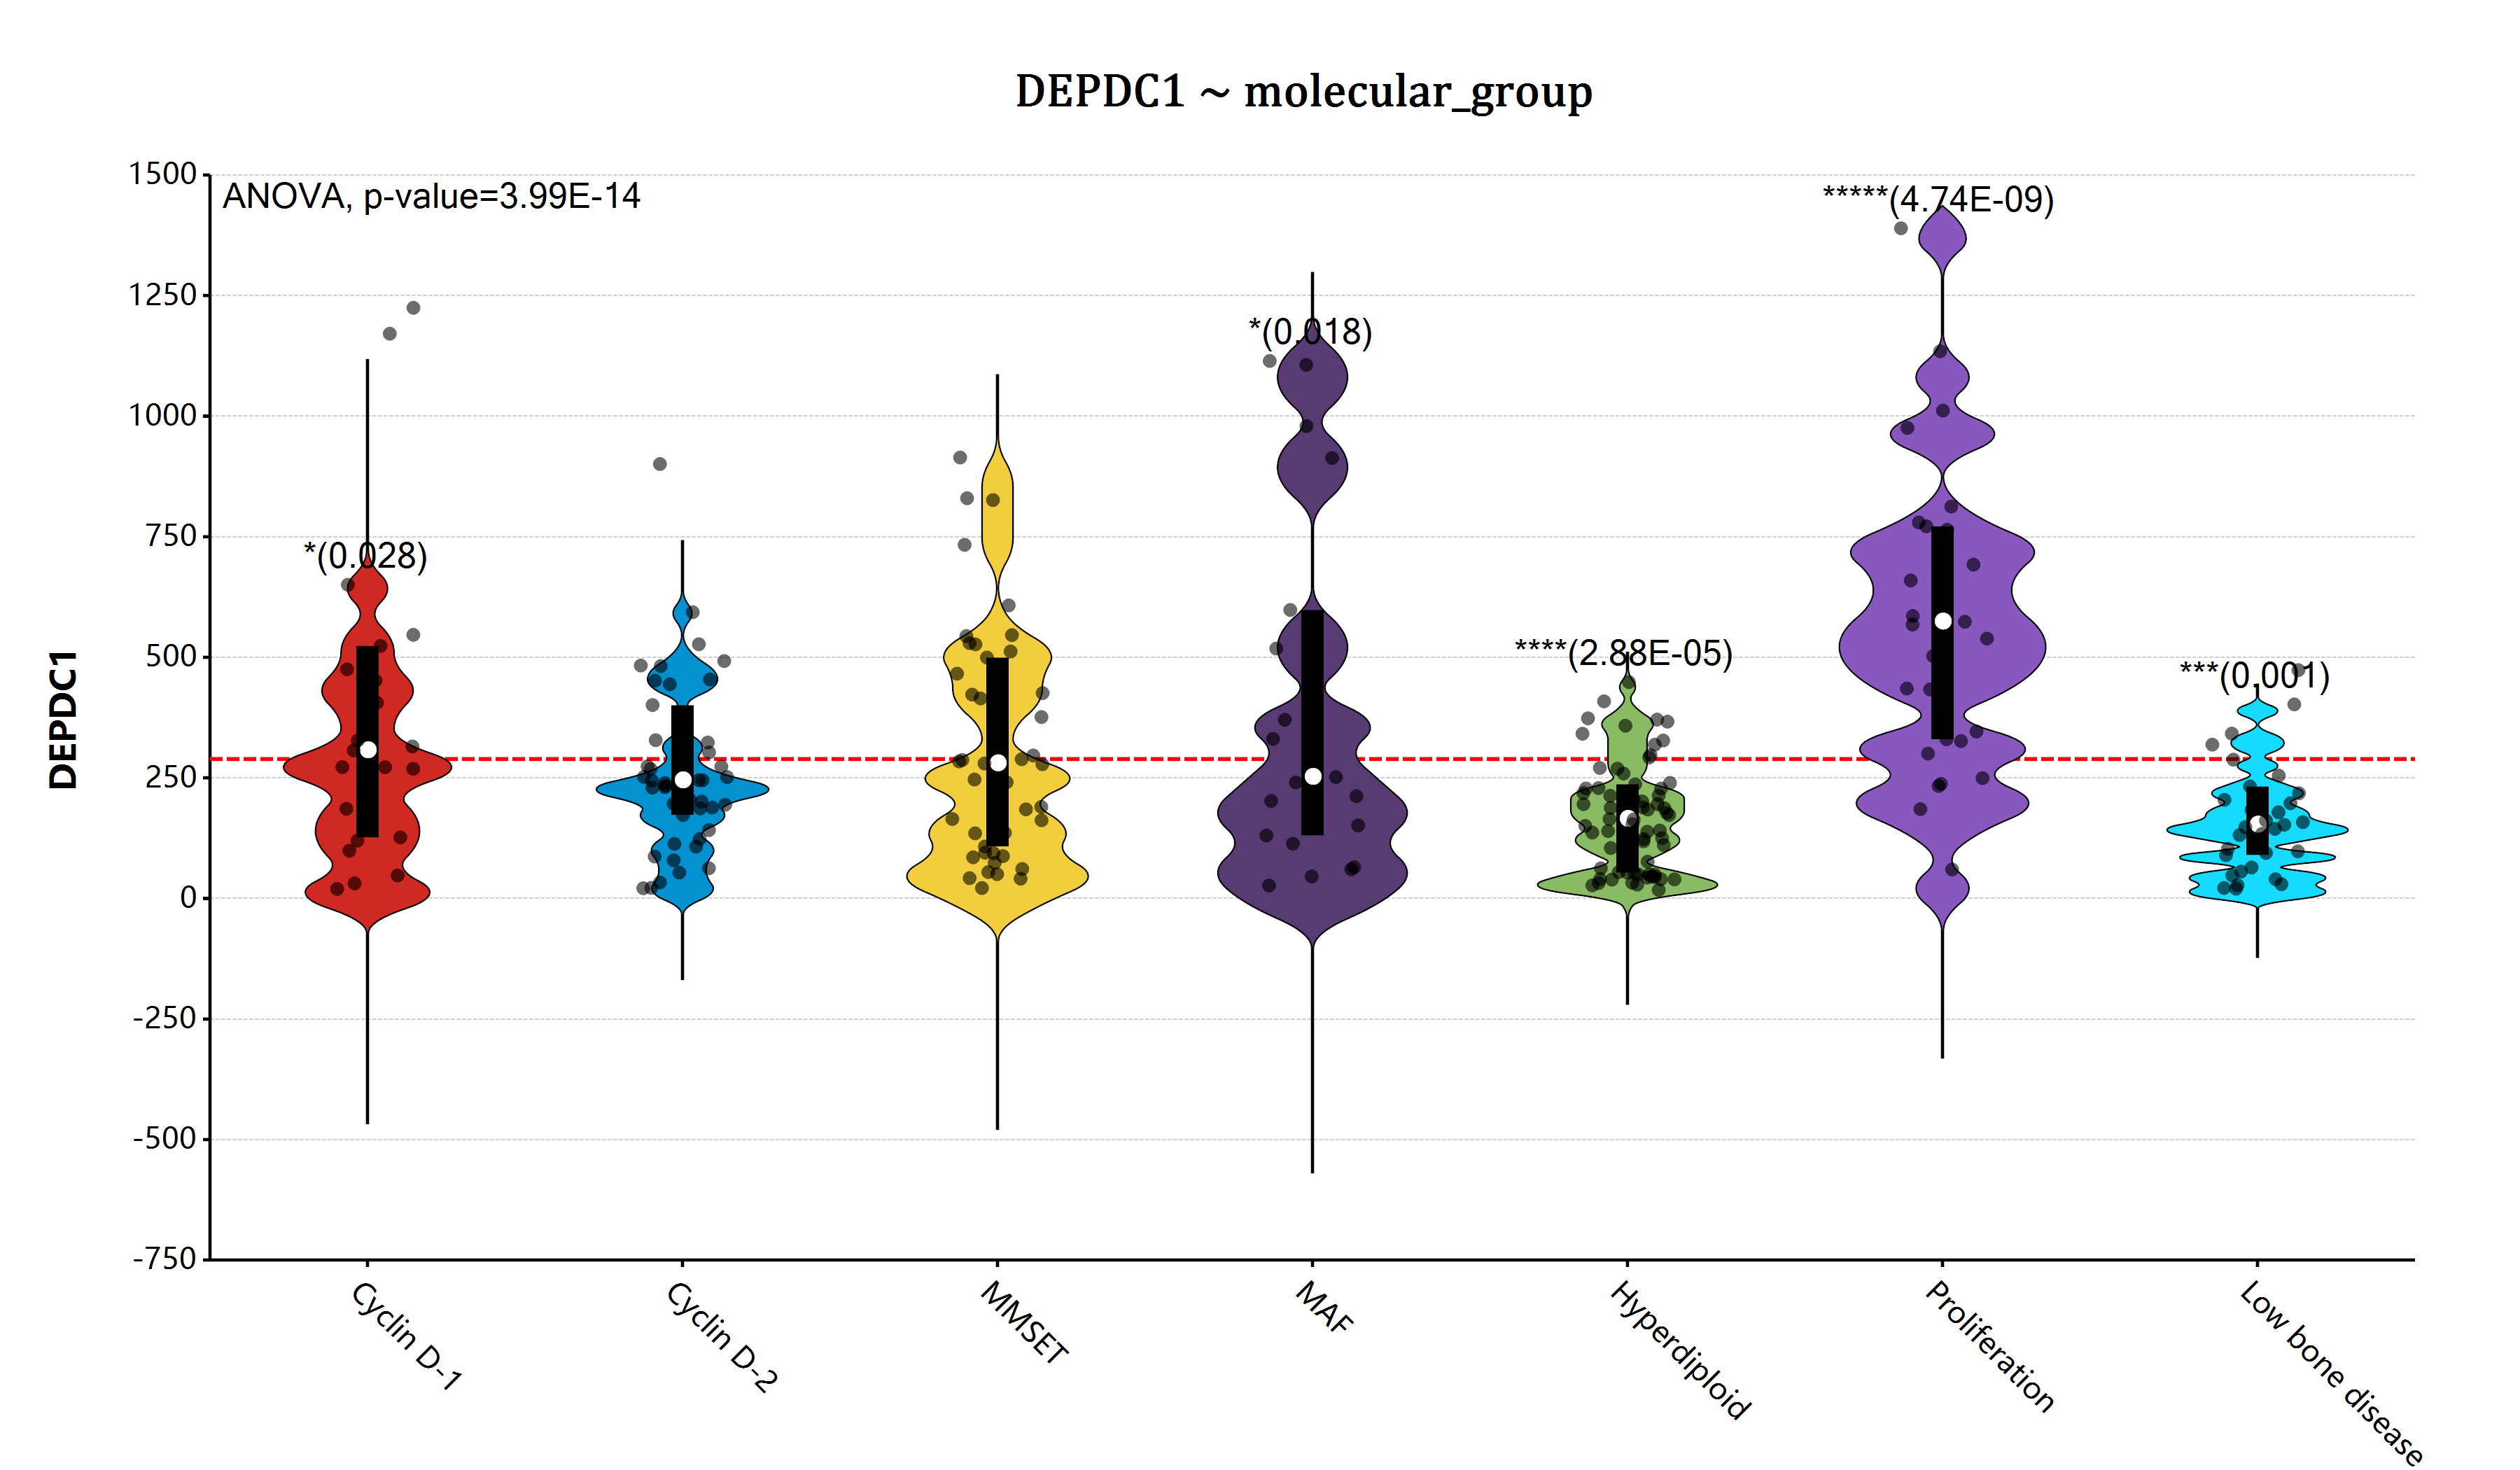 DEPDC1 ~ molecular_group
1500
ANOVA, p-value=3.99E-14
*****(4.74E-09)
1250
*(0.018)
1000
750
*(0.028)
****(2.88E-05)
***(0.001)
500
DEPDC1
250
0
-250
-500
-750
Cyclin D-1
Cyclin D-2
MMSET
MAF
Hyperdiploid
Proliferation
Low bone disease